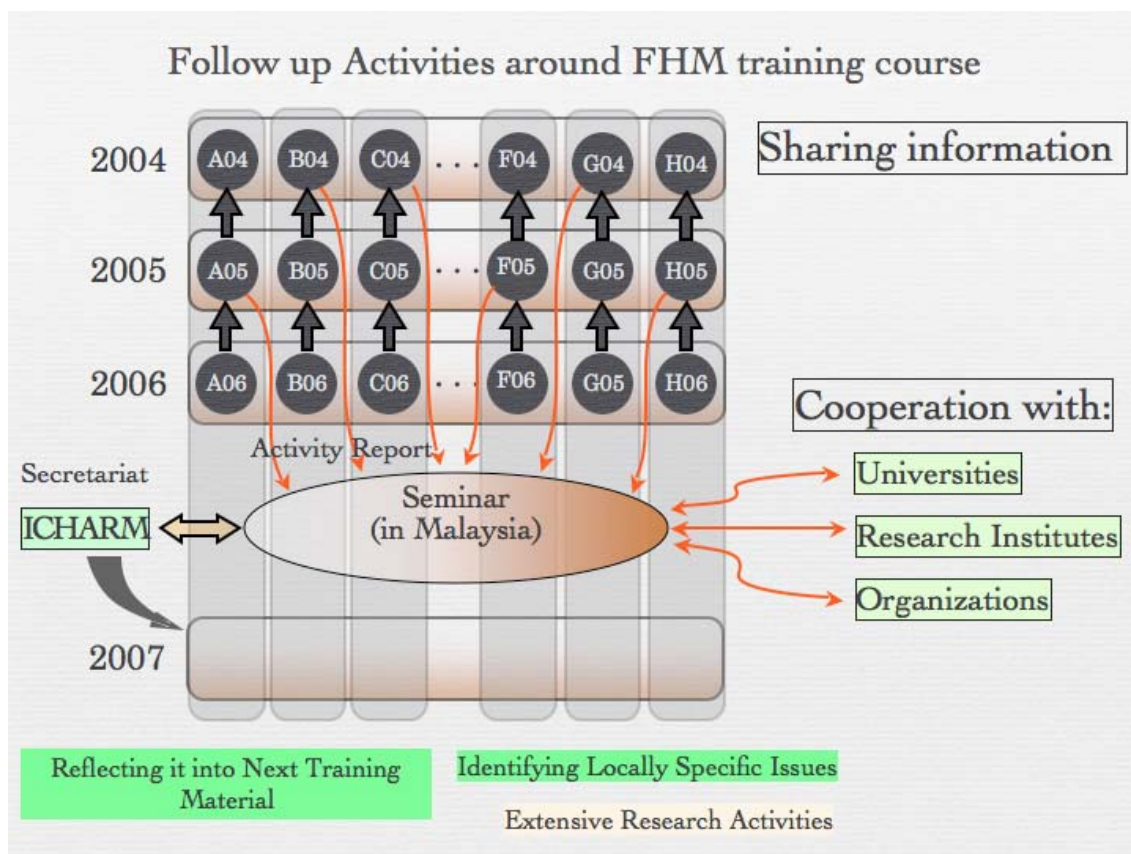 Follow up Activities around FHM training course
2004 A04 B04 C04 . . . F04 G04 H04
Sharing information
2005 A05 B05 C05 . . . F05 G05 H05
2006 A06 B06 C06 . . . F06 G05 H06
Cooperation with:
Activity Report
Secretariat
ICHARM
Seminar
(in Malaysia)
Universities
Research Institutes
Organizations
2007
Reflecting it into Next Training
Material
Identifying Locally Specific Issues
Extensive Research Activities